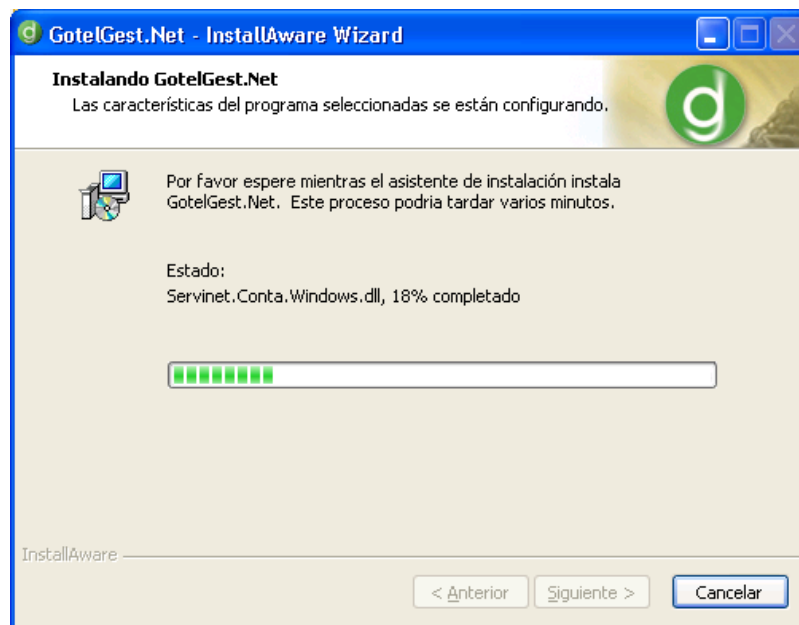 GotelGest.Net - InstallAware Wizard
Instalando GotelGest.Net
Las características del programa seleccionadas se están configurando.
Por favor espere mientras el asistente de instalación instala
GotelGest.Net. Este proceso podria tardar varios minutos.
Estado:
Servinet.Conta.Windows.dll, 18% completado
InstallAware
< Anterior
Siguiente >
Cancelar